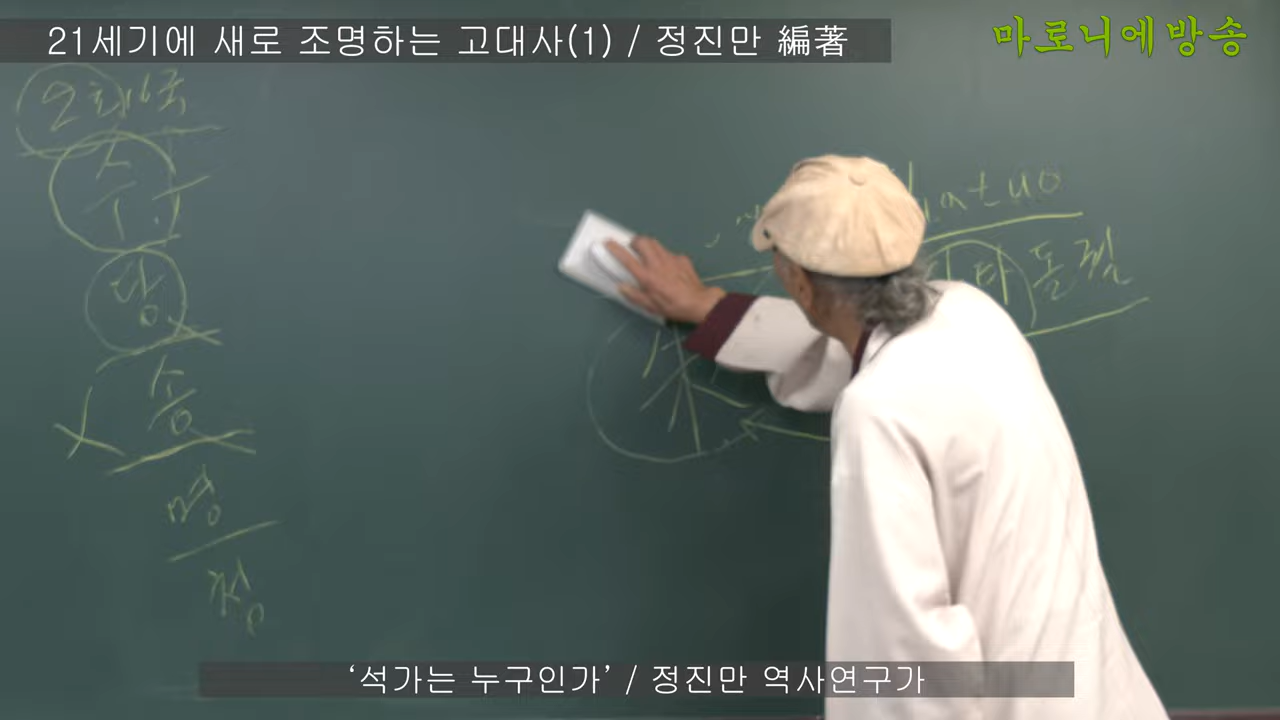 21세기에 새로 조명하는 고대사(1) / 정진만 編著
마로니에방송
수
당
송
명
청
돌궐
‘석가는 누구인가’ / 정진만 역사연구가